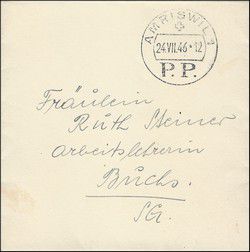 AMRISWIL 1
24.VII.46 * 12
P.P.
Fräulein
Ruth Steiner
Arbeitslehrerin
Buchs.
SG.